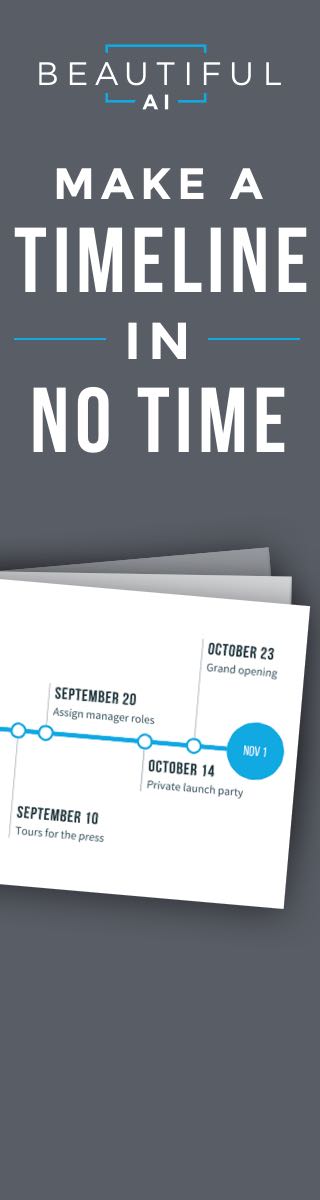 BEAUTIFUL
AI
MAKE A
TIMELINE
IN
NO TIME
OCTOBER 23
Grand opening
SEPTEMBER 20
Assign manager roles
NOV 1
OCTOBER 14
Private launch party
SEPTEMBER 10
Tours for the press